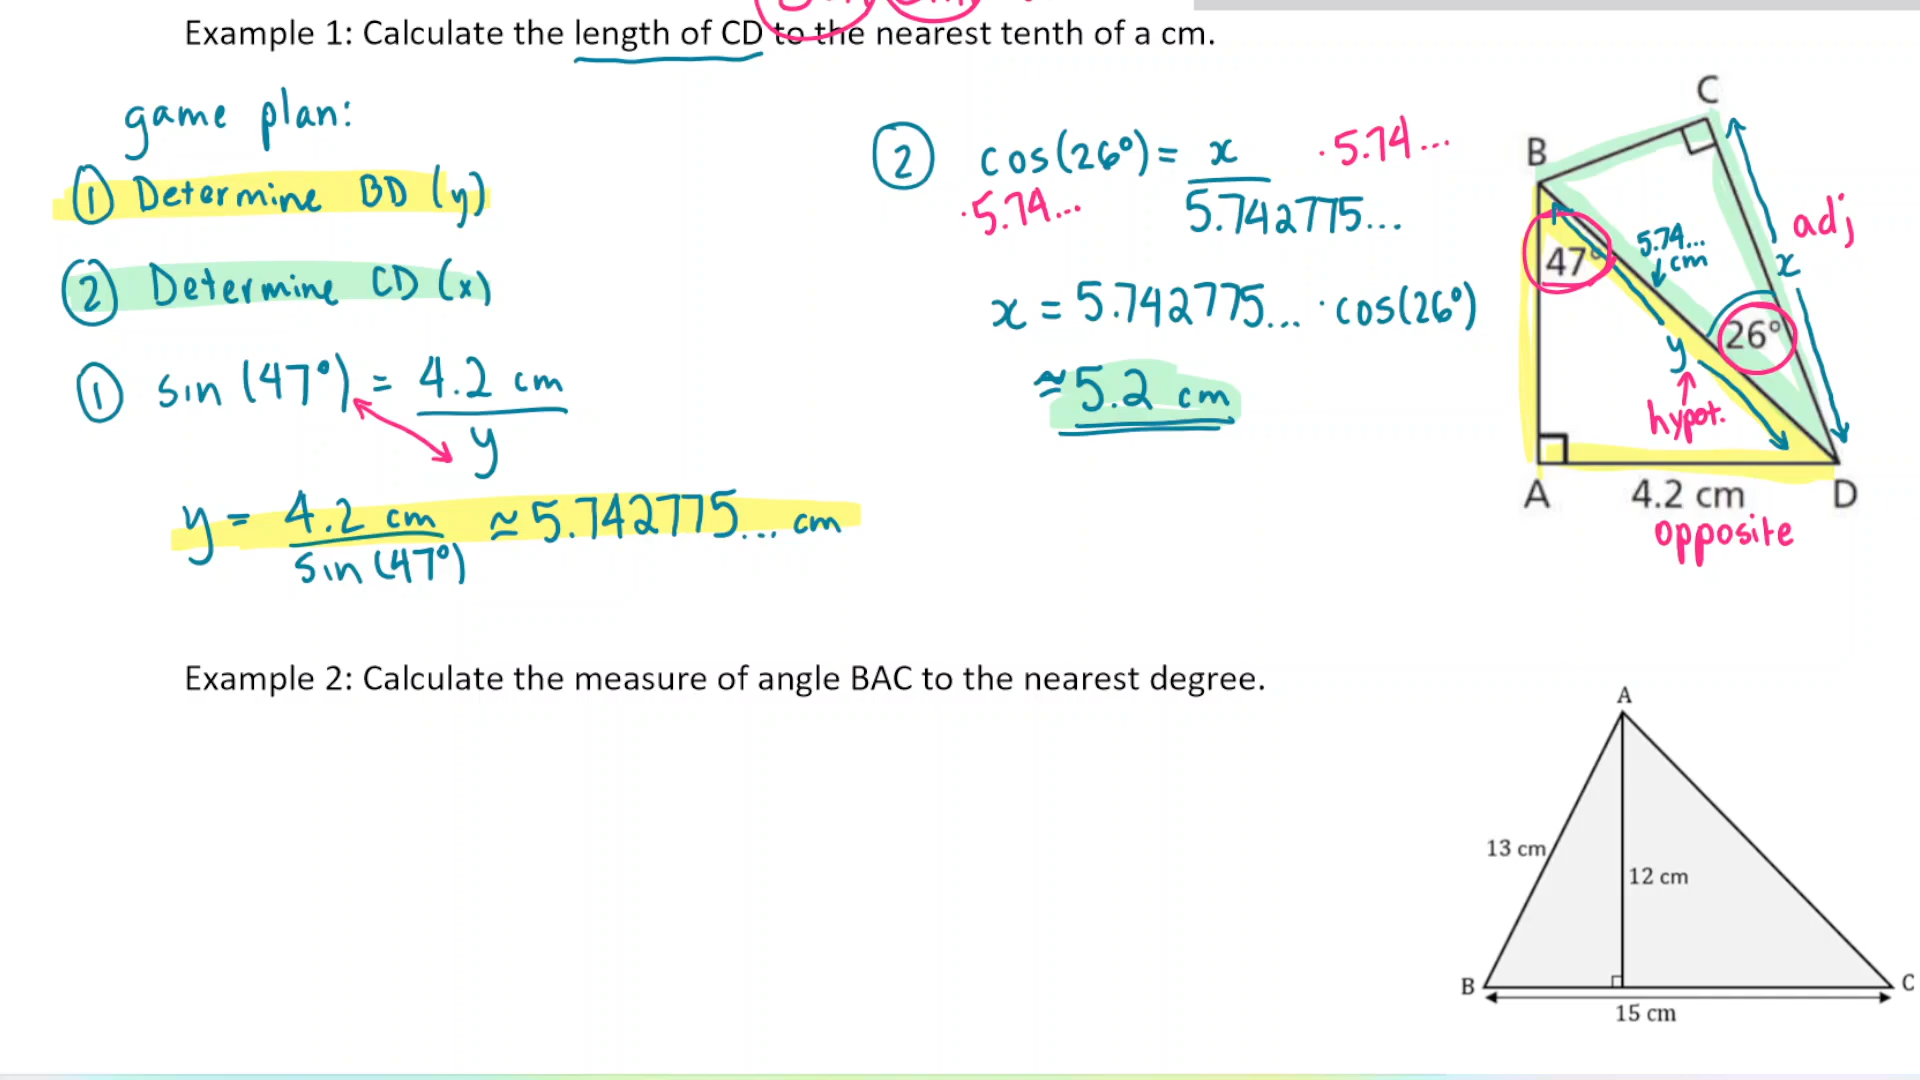 Example 1: Calculate the length of CD to the nearest tenth of a cm.
game plan:
① Determine BD (y)
② Determine CD (x)
① sin (47°) = 4.2 cm
y
y = 4.2 cm ≈ 5.742775... cm
sin (47°)
② cos(26°) = x · 5.74...
· 5.74... 5.742775...
x = 5.742775... · cos(26°)
≈ 5.2 cm
C
B
47°
5.74...
cm
adj
x
26°
y
hypot.
A 4.2 cm D
opposite
Example 2: Calculate the measure of angle BAC to the nearest degree.
A
13 cm
12 cm
B C
15 cm